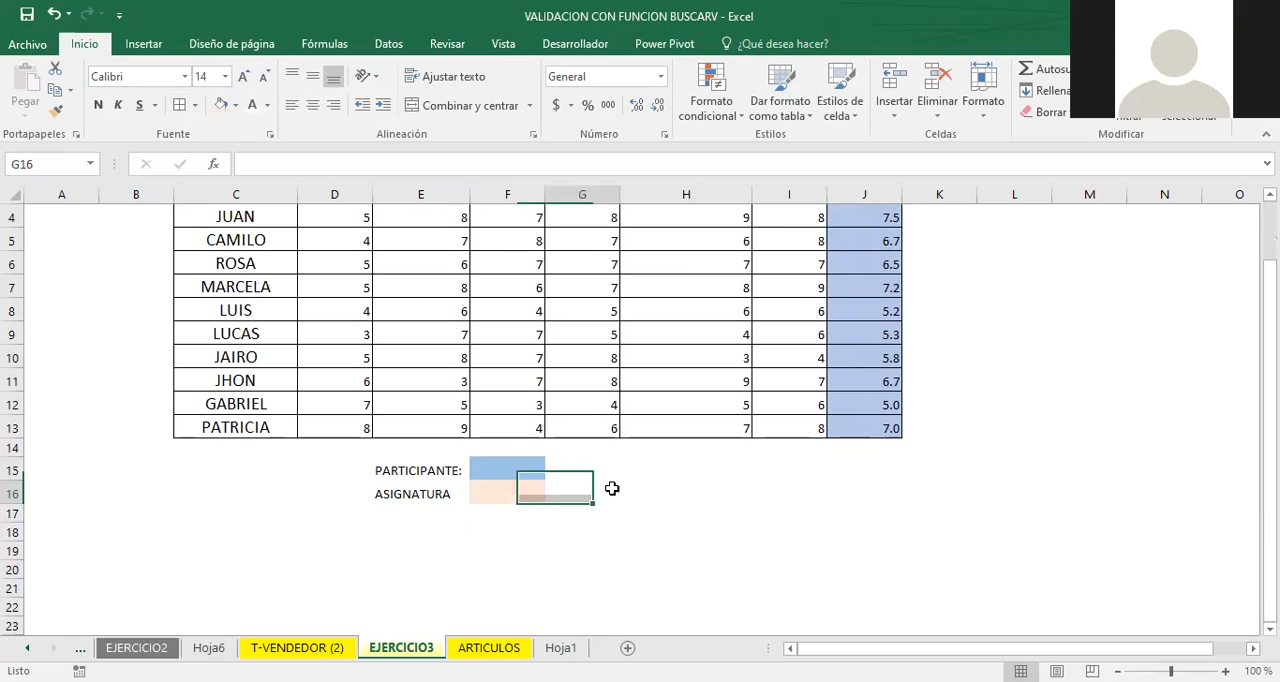 VALIDACION CON FUNCION BUSCARV - Excel
Archivo Inicio Insertar Diseño de página Fórmulas Datos Revisar Vista Desarrollador Power Pivot ¿Qué desea hacer?
Pegar
Calibri 14 A A
Ajustar texto
General
N K S A
Combinar y centrar
$ % 000
Formato condicional
Dar formato como tabla
Estilos de celda
Insertar Eliminar Formato
Autosu
Rellena
Borrar
Portapapeles Fuente Alineación Número Estilos Celdas Modificar
G16 fx
A B C D E F G H I J K L M N O
4 JUAN 5 8 7 8 9 8 7.5
5 CAMILO 4 7 8 7 6 8 6.7
6 ROSA 5 6 7 7 7 7 6.5
7 MARCELA 5 8 6 7 8 9 7.2
8 LUIS 4 6 4 5 6 6 5.2
9 LUCAS 3 7 7 5 4 6 5.3
10 JAIRO 5 8 7 8 3 4 5.8
11 JHON 6 3 7 8 9 7 6.7
12 GABRIEL 7 5 3 4 5 6 5.0
13 PATRICIA 8 9 4 6 7 8 7.0
14
15 PARTICIPANTE:
16 ASIGNATURA
17
18
19
20
21
22
23
... EJERCICIO2 Hoja6 T-VENDEDOR (2) EJERCICIO3 ARTICULOS Hoja1
Listo 100 %